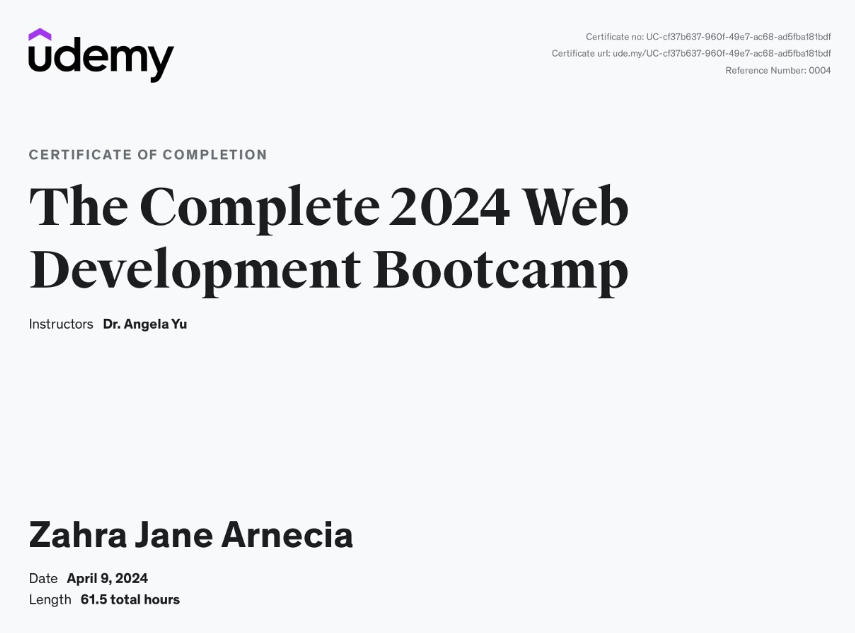 udemy
Certificate no: UC-cf37b637-960f-49e7-ac68-ad5fba181bdf
Certificate url: ude.my/UC-cf37b637-960f-49e7-ac68-ad5fba181bdf
Reference Number: 0004
CERTIFICATE OF COMPLETION
The Complete 2024 Web
Development Bootcamp
Instructors Dr. Angela Yu
Zahra Jane Arnecia
Date April 9, 2024
Length 61.5 total hours